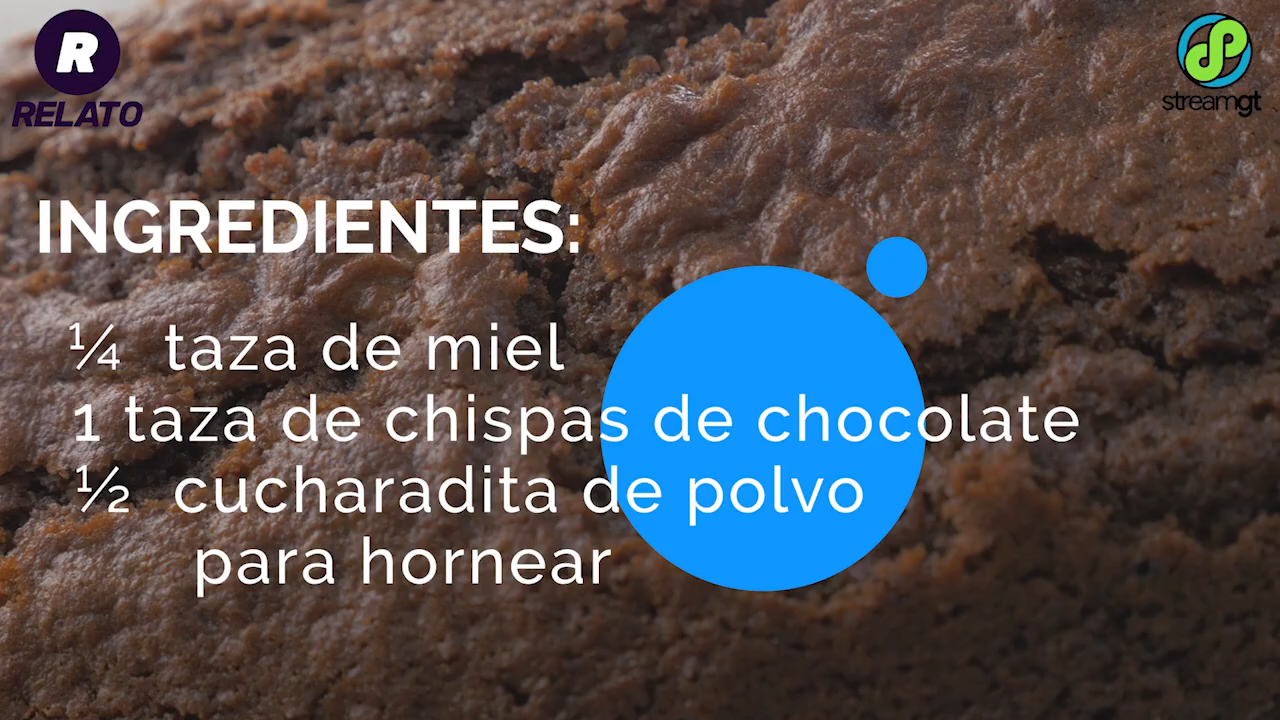 R
RELATO
streamgt
INGREDIENTES:
¼ taza de miel
1 taza de chispas de chocolate
½ cucharadita de polvo
para hornear